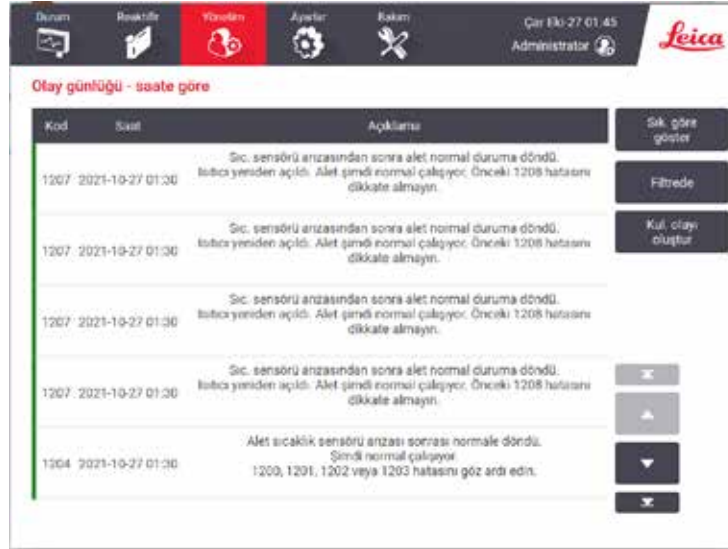 Durum Reaktifir Yönetim Ayarlar Bakım
Çar Eki-27 01:45
Administrator
Leica
Olay günlüğü - saate göre
Kod Saat Açıklama
Sık. göre
göster
Filtrede
Kul. olayı
oluştur
Sıc. sensörü arızasından sonra alet normal duruma döndü.
1207 2021-10-27 01:30 Isıtıcı yeniden açıldı. Alet şimdi normal çalışıyor. Önceki 1208 hatasını
dikkate almayın.
Sıc. sensörü arızasından sonra alet normal duruma döndü.
1207 2021-10-27 01:30 Isıtıcı yeniden açıldı. Alet şimdi normal çalışıyor. Önceki 1208 hatasını
dikkate almayın.
Sıc. sensörü arızasından sonra alet normal duruma döndü.
1207 2021-10-27 01:30 Isıtıcı yeniden açıldı. Alet şimdi normal çalışıyor. Önceki 1208 hatasını
dikkate almayın.
Sıc. sensörü arızasından sonra alet normal duruma döndü.
1207 2021-10-27 01:30 Isıtıcı yeniden açıldı. Alet şimdi normal çalışıyor. Önceki 1208 hatasını
dikkate almayın.
Alet sıcaklık sensörü arızası sonrası normale döndü.
1204 2021-10-27 01:30 Şimdi normal çalışıyor.
1200, 1201, 1202 veya 1203 hatasını göz ardı edin.